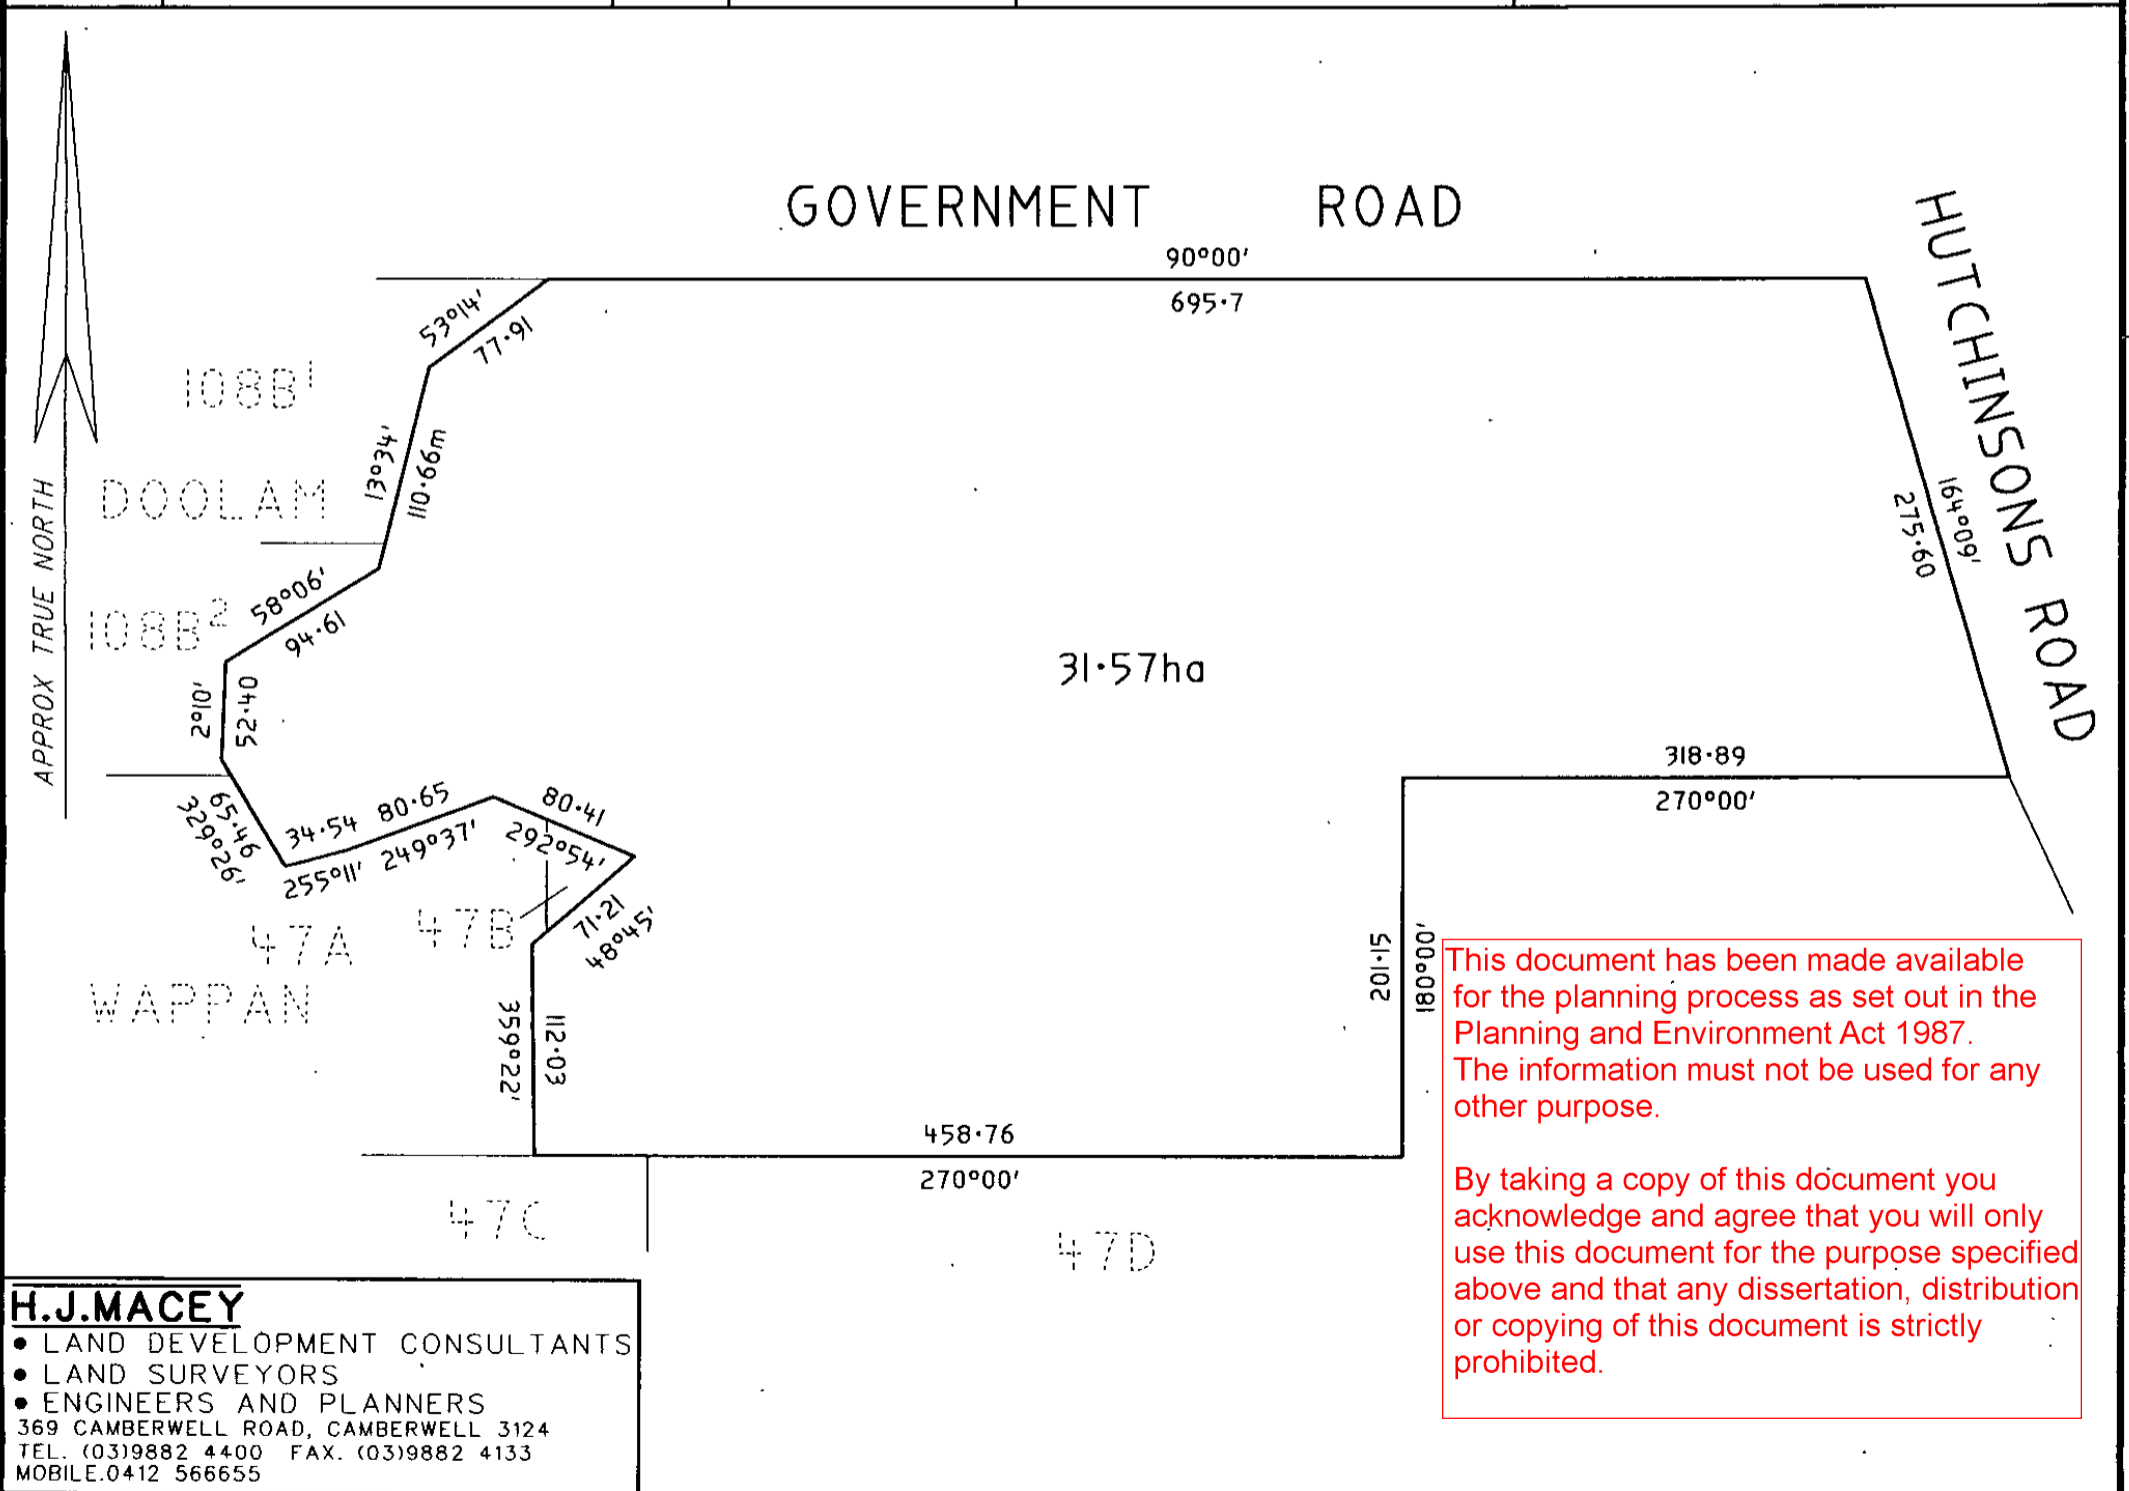 GOVERNMENT ROAD
90°00'
695·7
HUTCHINSONS ROAD
164°09'
275·60
53°14'
77·91
108B¹
13°34'
110·66m
DOOLAM
APPROX TRUE NORTH
58°06'
94·61
108B²
2°10'
52·40
31·57ha
318·89
270°00'
65·46
329°26'
34·54
255°11'
80·65
249°37'
80·41
292°54'
71·21
48°45'
47A
47B
WAPPAN
359°22'
112·03
201·15
180°00'
458·76
270°00'
47C
47D
This document has been made available
for the planning process as set out in the
Planning and Environment Act 1987.
The information must not be used for any
other purpose.
By taking a copy of this document you
acknowledge and agree that you will only
use this document for the purpose specified
above and that any dissertation, distribution
or copying of this document is strictly
prohibited.
H.J.MACEY
• LAND DEVELOPMENT CONSULTANTS
• LAND SURVEYORS
• ENGINEERS AND PLANNERS
369 CAMBERWELL ROAD, CAMBERWELL 3124
TEL. (03)9882 4400 FAX. (03)9882 4133
MOBILE.0412 566655